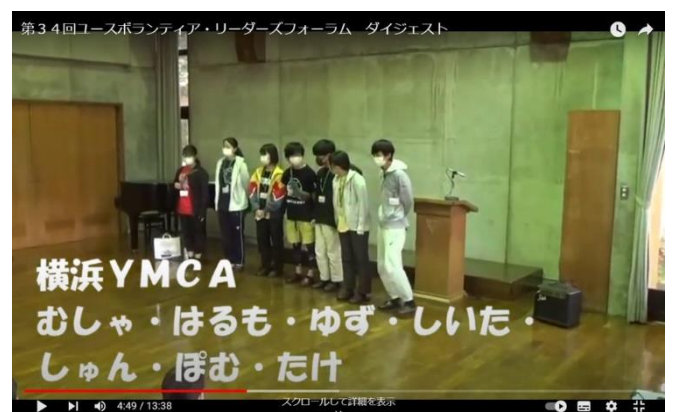 第３４回ユースボランティア・リーダーズフォーラム　ダイジェスト
横浜ＹＭＣＡ
むしゃ・はるも・ゆず・しいた・
しゅん・ぽむ・たけ
4:49 / 13:38
スクロールして詳細を表示